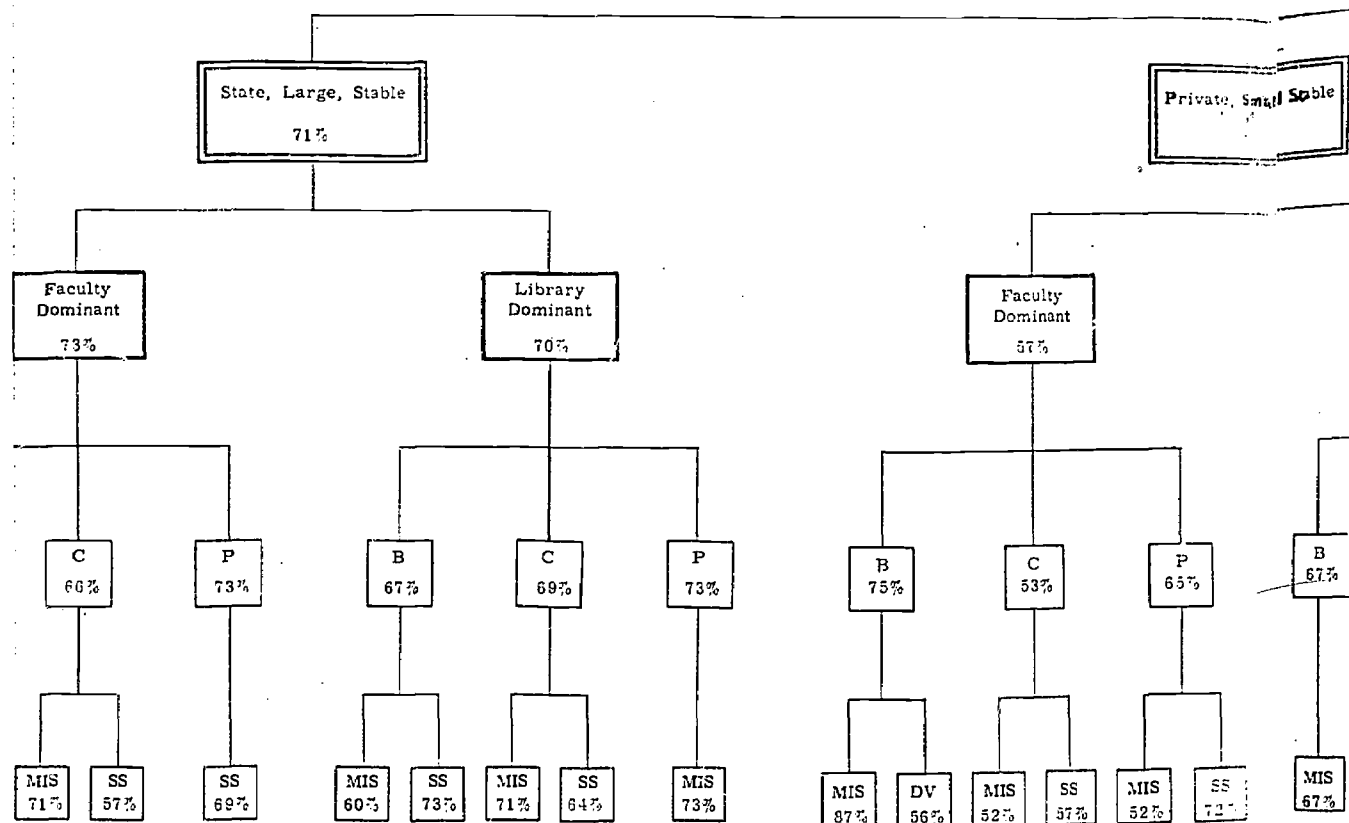 State, Large, Stable
71%
Private, Small Stable
Faculty
Dominant
73%
Library
Dominant
70%
Faculty
Dominant
57%
C
66%
P
73%
B
67%
C
69%
P
73%
B
75%
C
53%
P
65%
B
67%
MIS
71%
SS
57%
SS
69%
MIS
60%
SS
73%
MIS
71%
SS
64%
MIS
73%
MIS
87%
DV
56%
MIS
52%
SS
57%
MIS
52%
SS
72%
MIS
67%